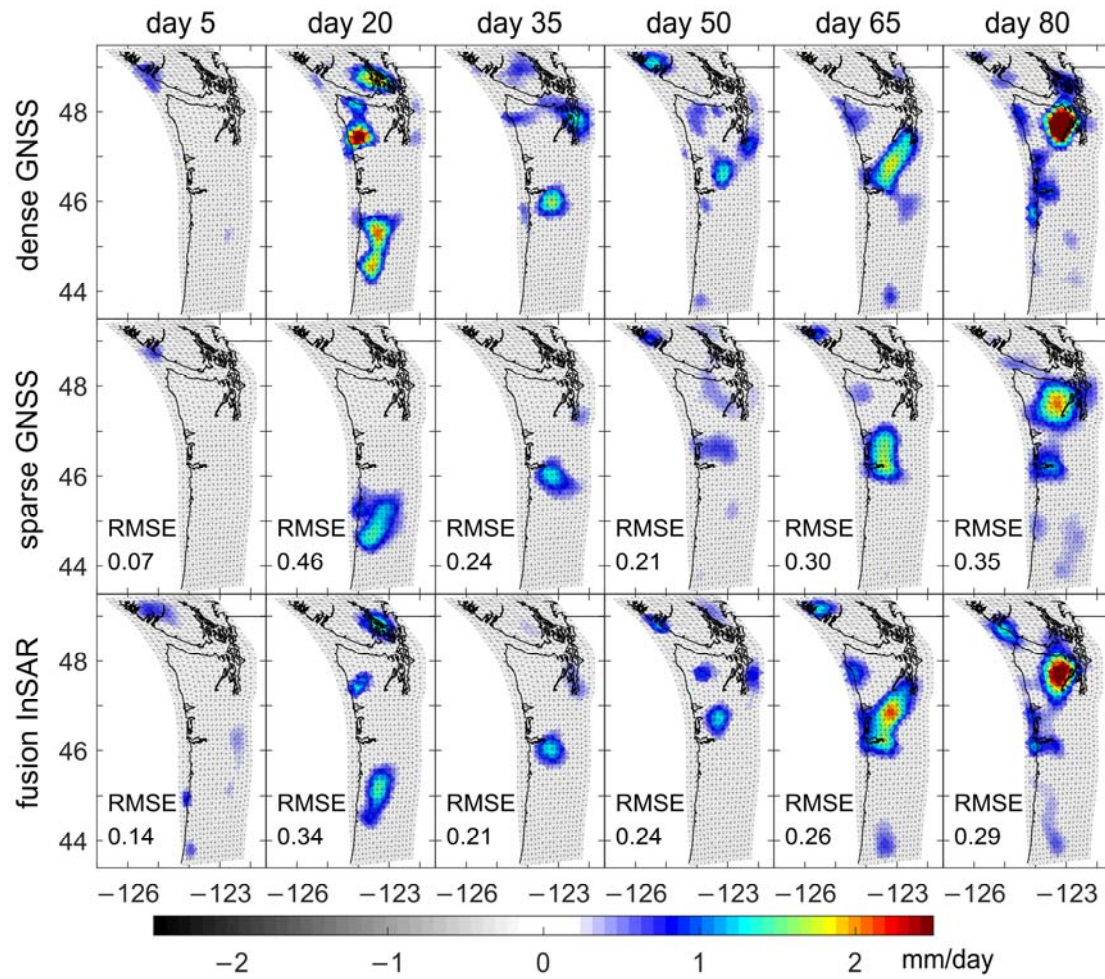 day 5 day 20 day 35 day 50 day 65 day 80
dense GNSS
48
46
44
sparse GNSS
48
46
44
RMSE RMSE RMSE RMSE RMSE RMSE
0.07 0.46 0.24 0.21 0.30 0.35
fusion InSAR
48
46
44
RMSE RMSE RMSE RMSE RMSE RMSE
0.14 0.34 0.21 0.24 0.26 0.29
−126 −123 −126 −123 −126 −123 −126 −123 −126 −123 −126 −123
−2 −1 0 1 2 mm/day